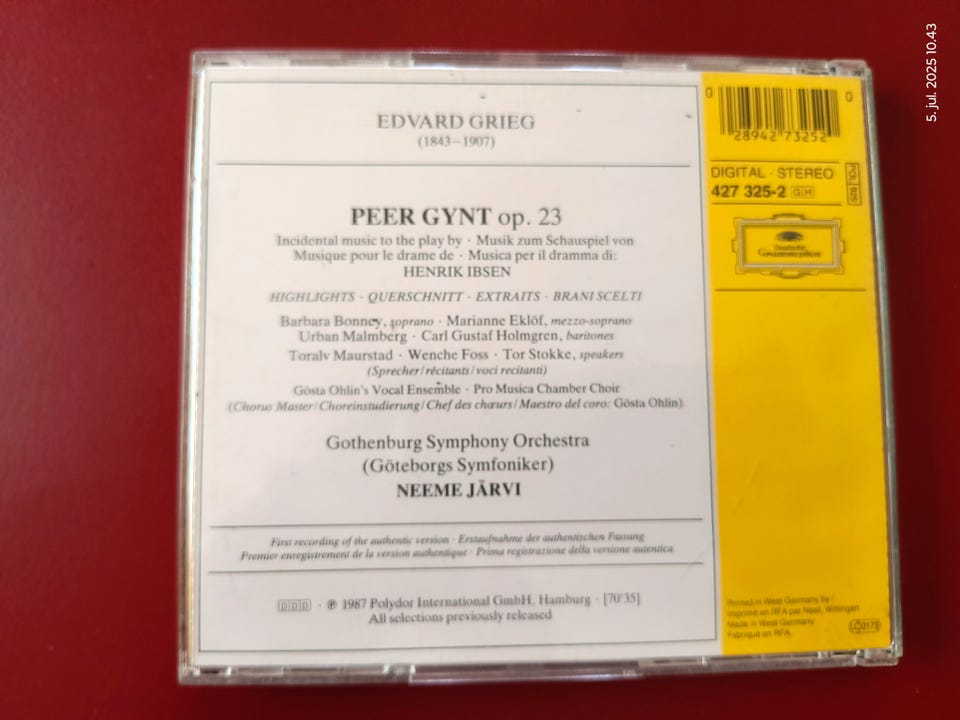 EDVARD GRIEG
(1843–1907)
PEER GYNT op. 23
Incidental music to the play by · Musik zum Schauspiel von
Musique pour le drame de · Musica per il dramma di:
HENRIK IBSEN
HIGHLIGHTS · QUERSCHNITT · EXTRAITS · BRANI SCELTI
Barbara Bonney, soprano · Marianne Eklöf, mezzo-soprano
Urban Malmberg · Carl Gustaf Holmgren, baritones
Toralv Maurstad · Wenche Foss · Tor Stokke, speakers
(Sprecher/récitants/voci recitanti)
Gösta Ohlin's Vocal Ensemble · Pro Musica Chamber Choir
(Chorus Master/Choreinstudierung/Chef des chœurs/Maestro del coro: Gösta Ohlin)
Gothenburg Symphony Orchestra
(Göteborgs Symfoniker)
NEEME JÄRVI
First recording of the authentic version · Erstaufnahme der authentischen Fassung
Premier enregistrement de la version authentique · Prima registrazione della versione autentica
DDD · ℗ 1987 Polydor International GmbH, Hamburg · [70'35]
All selections previously released
0 28942 73252 0
DIGITAL · STEREO
427 325-2 GH
POL 925
Deutsche
Grammophon
Printed in West Germany by /
Imprimé en RFA par Neef, Wittingen
Made in West Germany
Fabriqué en RFA.
LC 0173
5. jul. 2025 10.43